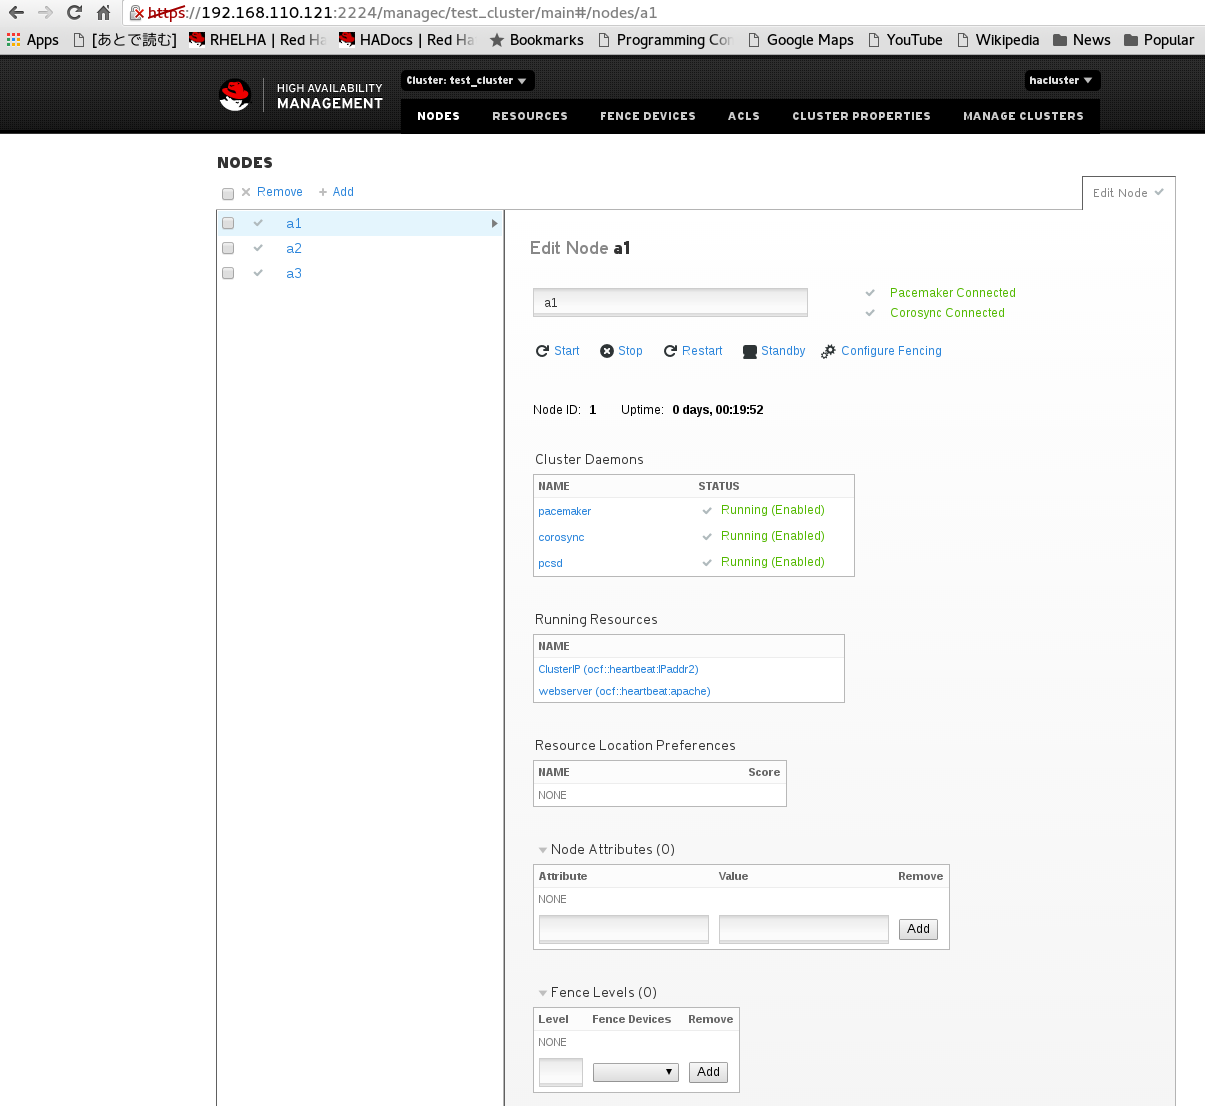 https://192.168.110.121:2224/managec/test_cluster/main#/nodes/a1
Apps [あとで読む] RHELHA | Red Ha HADocs | Red Ha Bookmarks Programming Con Google Maps YouTube Wikipedia News Popular
HIGH AVAILABILITY
MANAGEMENT
Cluster: test_cluster hacluster
NODES RESOURCES FENCE DEVICES ACLS CLUSTER PROPERTIES MANAGE CLUSTERS
NODES
Remove Add Edit Node
a1
a2
a3
Edit Node a1
a1
Pacemaker Connected
Corosync Connected
Start Stop Restart Standby Configure Fencing
Node ID: 1 Uptime: 0 days, 00:19:52
Cluster Daemons
NAME STATUS
pacemaker Running (Enabled)
corosync Running (Enabled)
pcsd Running (Enabled)
Running Resources
NAME
ClusterIP (ocf::heartbeat:IPaddr2)
webserver (ocf::heartbeat:apache)
Resource Location Preferences
NAME Score
NONE
Node Attributes (0)
Attribute Value Remove
NONE
Add
Fence Levels (0)
Level Fence Devices Remove
NONE
Add